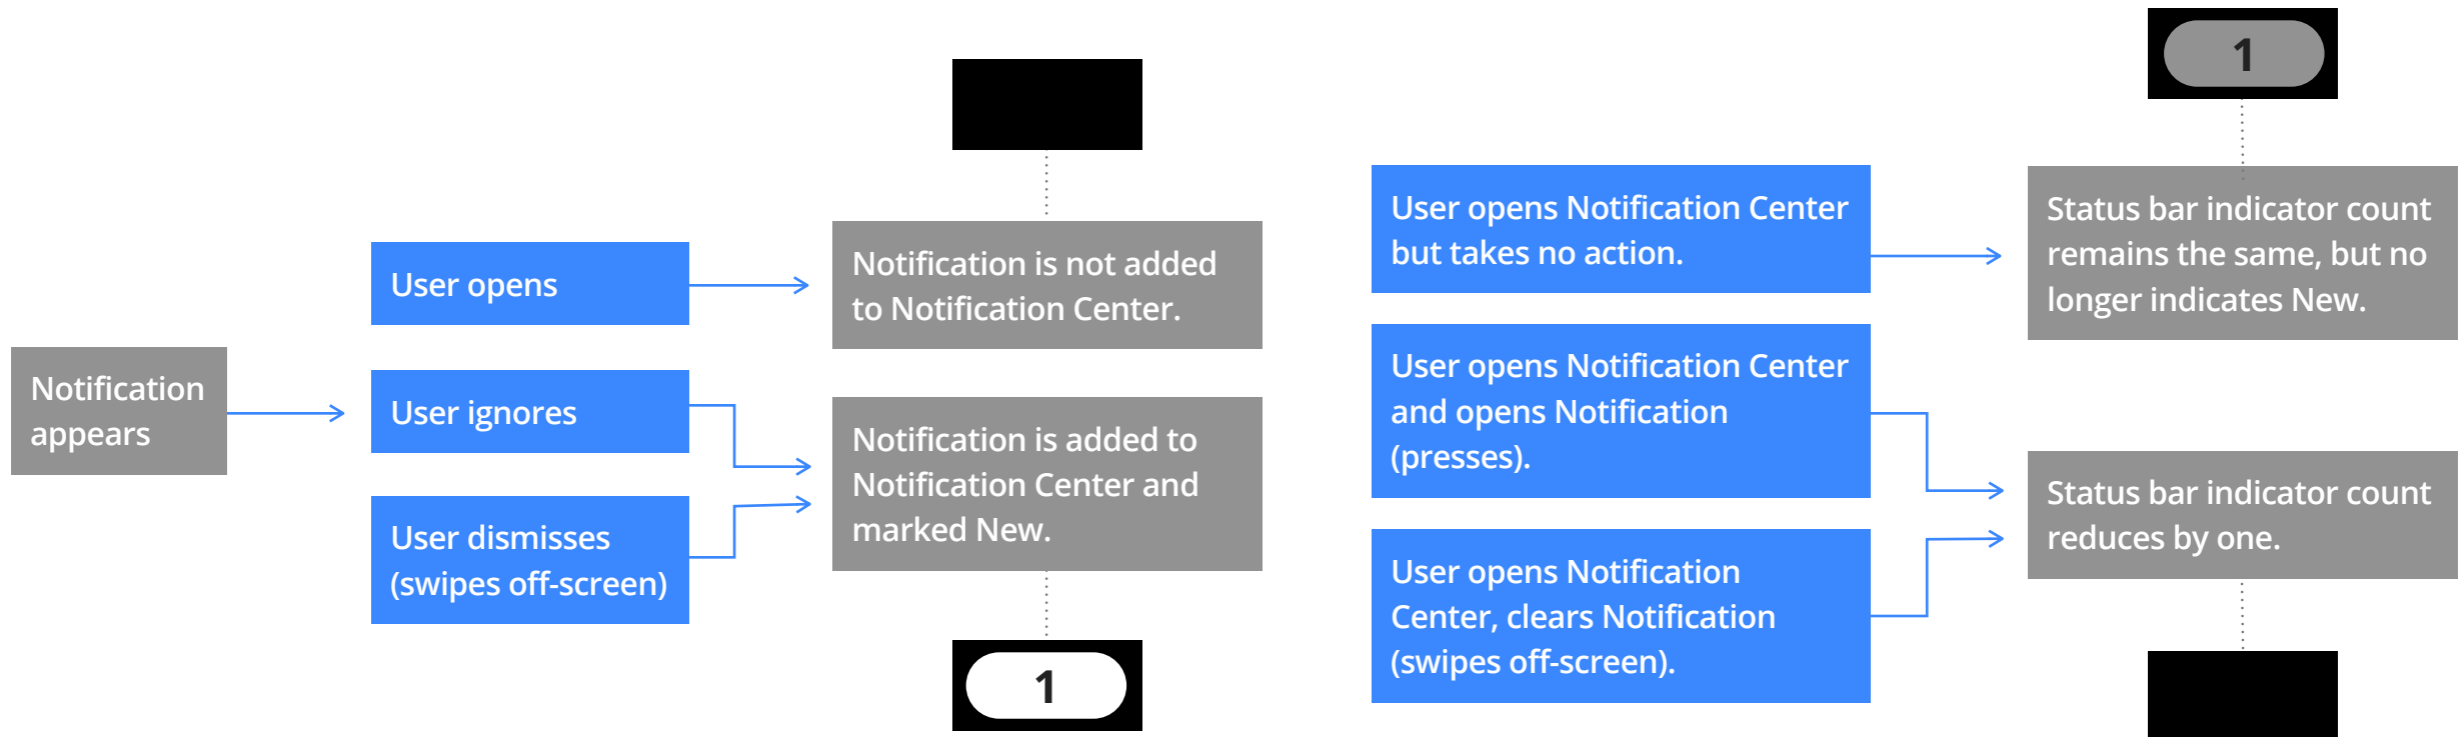 Notification
appears
User opens
User ignores
User dismisses
(swipes off-screen)
Notification is not added
to Notification Center.
Notification is added to
Notification Center and
marked New.
1
User opens Notification Center
but takes no action.
User opens Notification Center
and opens Notification
(presses).
User opens Notification
Center, clears Notification
(swipes off-screen).
1
Status bar indicator count
remains the same, but no
longer indicates New.
Status bar indicator count
reduces by one.